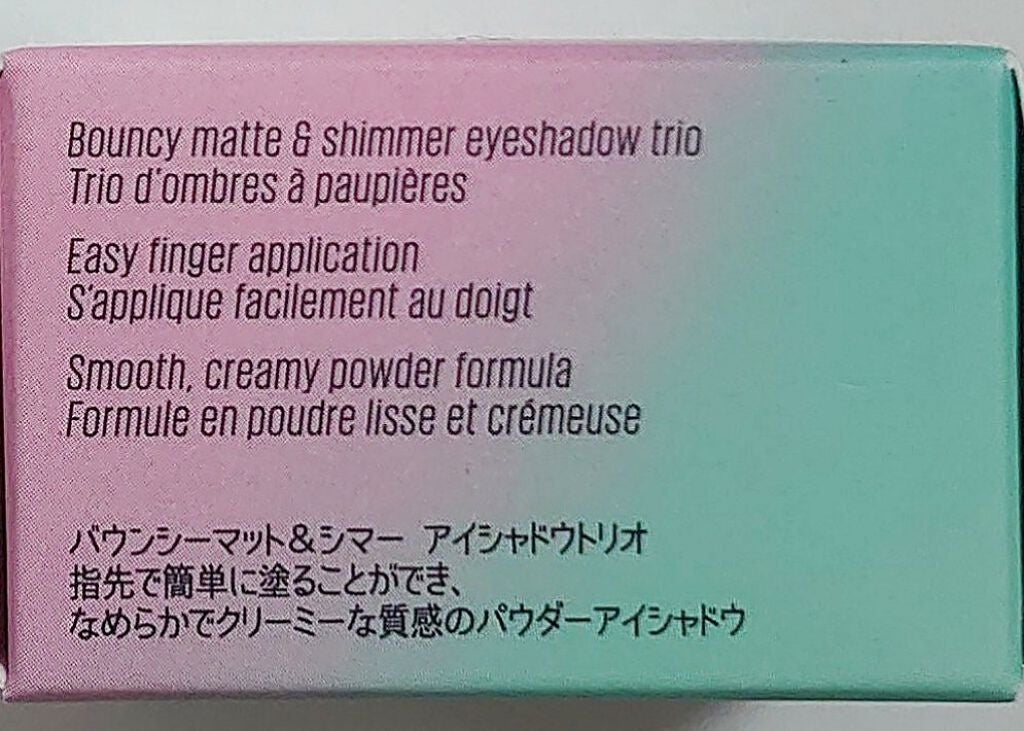 Bouncy matte & shimmer eyeshadow trio
Trio d'ombres à paupières
Easy finger application
S'applique facilement au doigt
Smooth, creamy powder formula
Formule en poudre lisse et crémeuse
バウンシーマット&シマー アイシャドウトリオ
指先で簡単に塗ることができ、
なめらかでクリーミーな質感のパウダーアイシャドウ